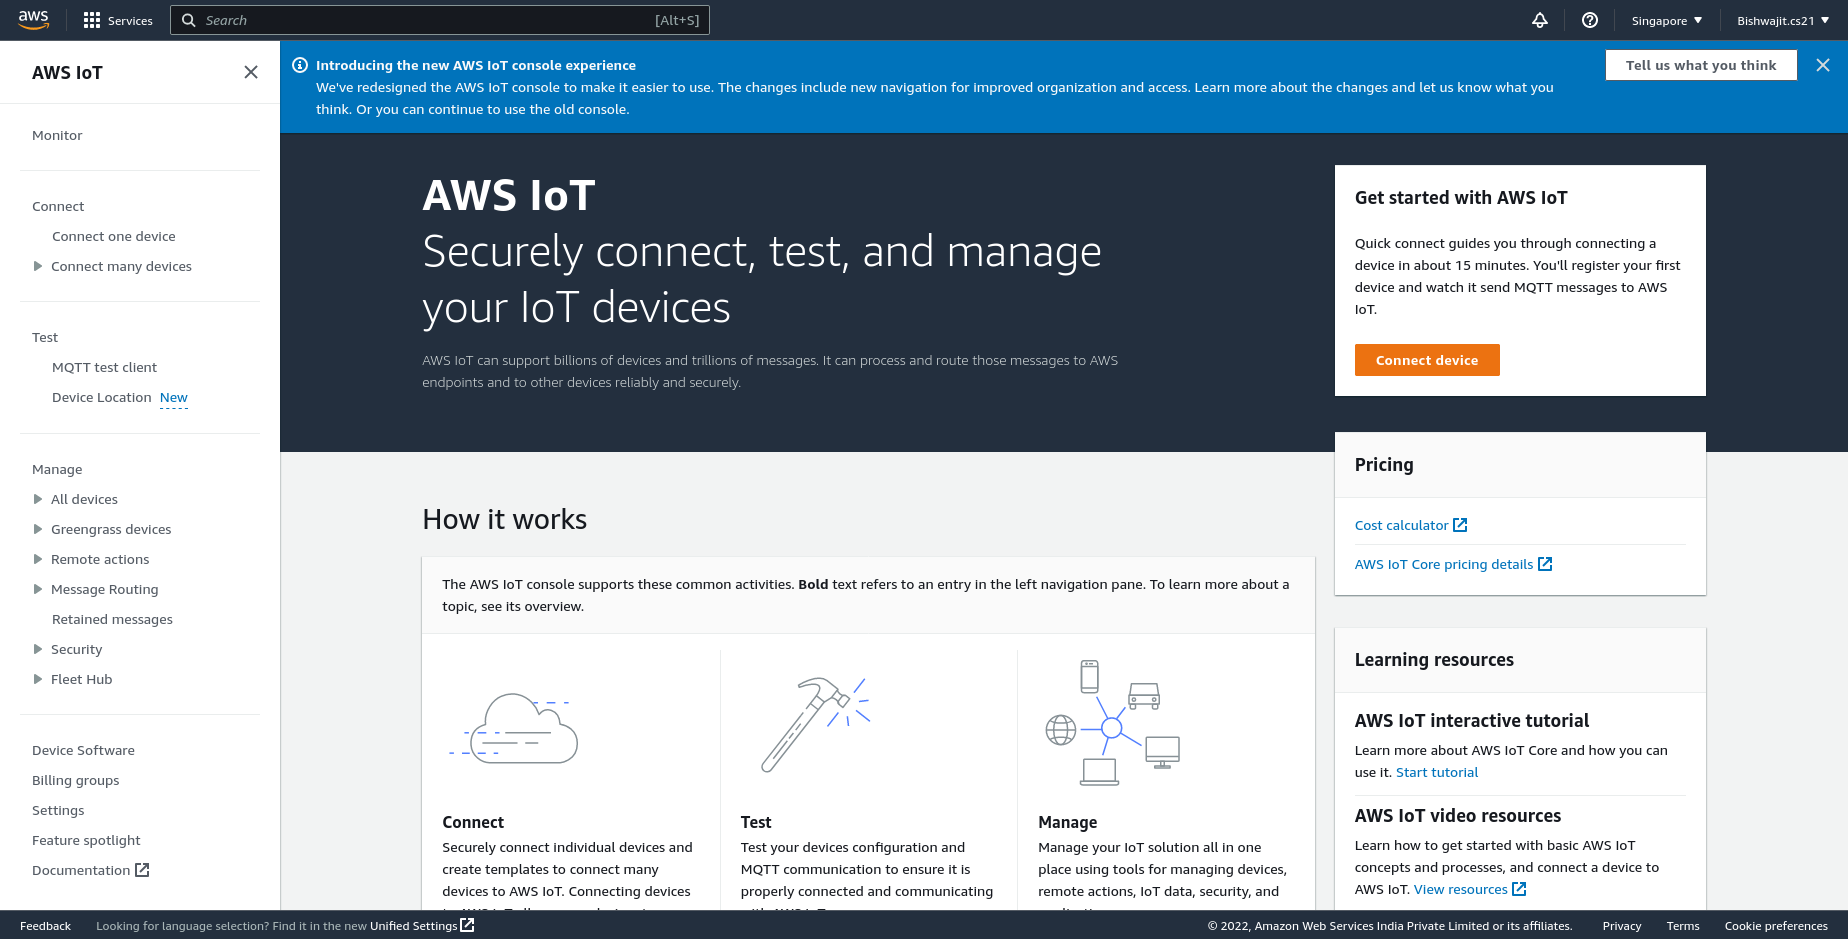 aws
Services
Search
[Alt+S]
Singapore
Bishwajit.cs21
AWS IoT
Monitor
Connect
Connect one device
Connect many devices
Test
MQTT test client
Device Location New
Manage
All devices
Greengrass devices
Remote actions
Message Routing
Retained messages
Security
Fleet Hub
Device Software
Billing groups
Settings
Feature spotlight
Documentation
Introducing the new AWS IoT console experience
We've redesigned the AWS IoT console to make it easier to use. The changes include new navigation for improved organization and access. Learn more about the changes and let us know what you
think. Or you can continue to use the old console.
Tell us what you think
AWS IoT
Securely connect, test, and manage
your IoT devices
AWS IoT can support billions of devices and trillions of messages. It can process and route those messages to AWS
endpoints and to other devices reliably and securely.
Get started with AWS IoT
Quick connect guides you through connecting a
device in about 15 minutes. You'll register your first
device and watch it send MQTT messages to AWS
IoT.
Connect device
How it works
The AWS IoT console supports these common activities. Bold text refers to an entry in the left navigation pane. To learn more about a
topic, see its overview.
Connect
Securely connect individual devices and
create templates to connect many
devices to AWS IoT. Connecting devices
Test
Test your devices configuration and
MQTT communication to ensure it is
properly connected and communicating
Manage
Manage your IoT solution all in one
place using tools for managing devices,
remote actions, IoT data, security, and
Pricing
Cost calculator
AWS IoT Core pricing details
Learning resources
AWS IoT interactive tutorial
Learn more about AWS IoT Core and how you can
use it. Start tutorial
AWS IoT video resources
Learn how to get started with basic AWS IoT
concepts and processes, and connect a device to
AWS IoT. View resources
Feedback
Looking for language selection? Find it in the new Unified Settings
© 2022, Amazon Web Services India Private Limited or its affiliates.
Privacy
Terms
Cookie preferences